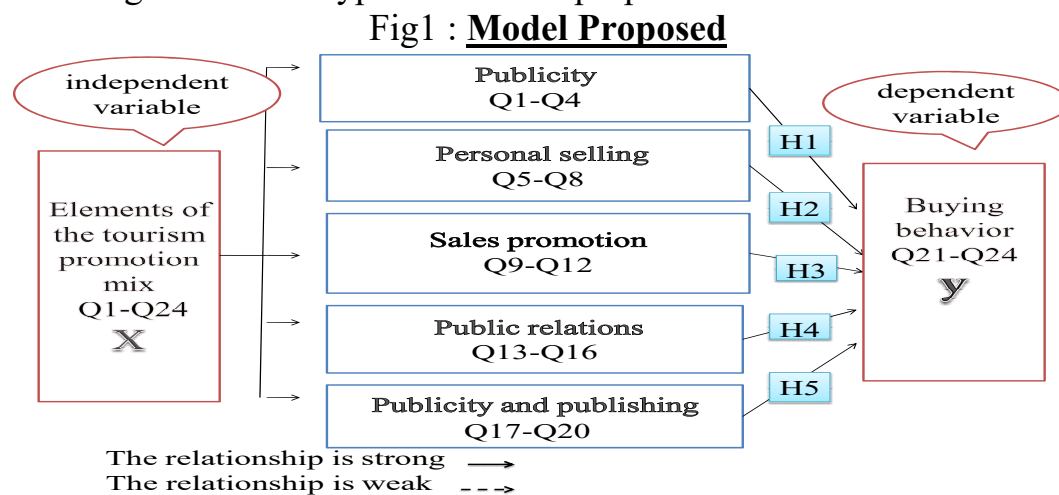 Fig1 : Model Proposed
independent
variable
Elements of
the tourism
promotion
mix
Q1-Q24
X
Publicity
Q1-Q4
Personal selling
Q5-Q8
Sales promotion
Q9-Q12
Public relations
Q13-Q16
Publicity and publishing
Q17-Q20
H1
H2
H3
H4
H5
dependent
variable
Buying
behavior
Q21-Q24
y
The relationship is strong
The relationship is weak